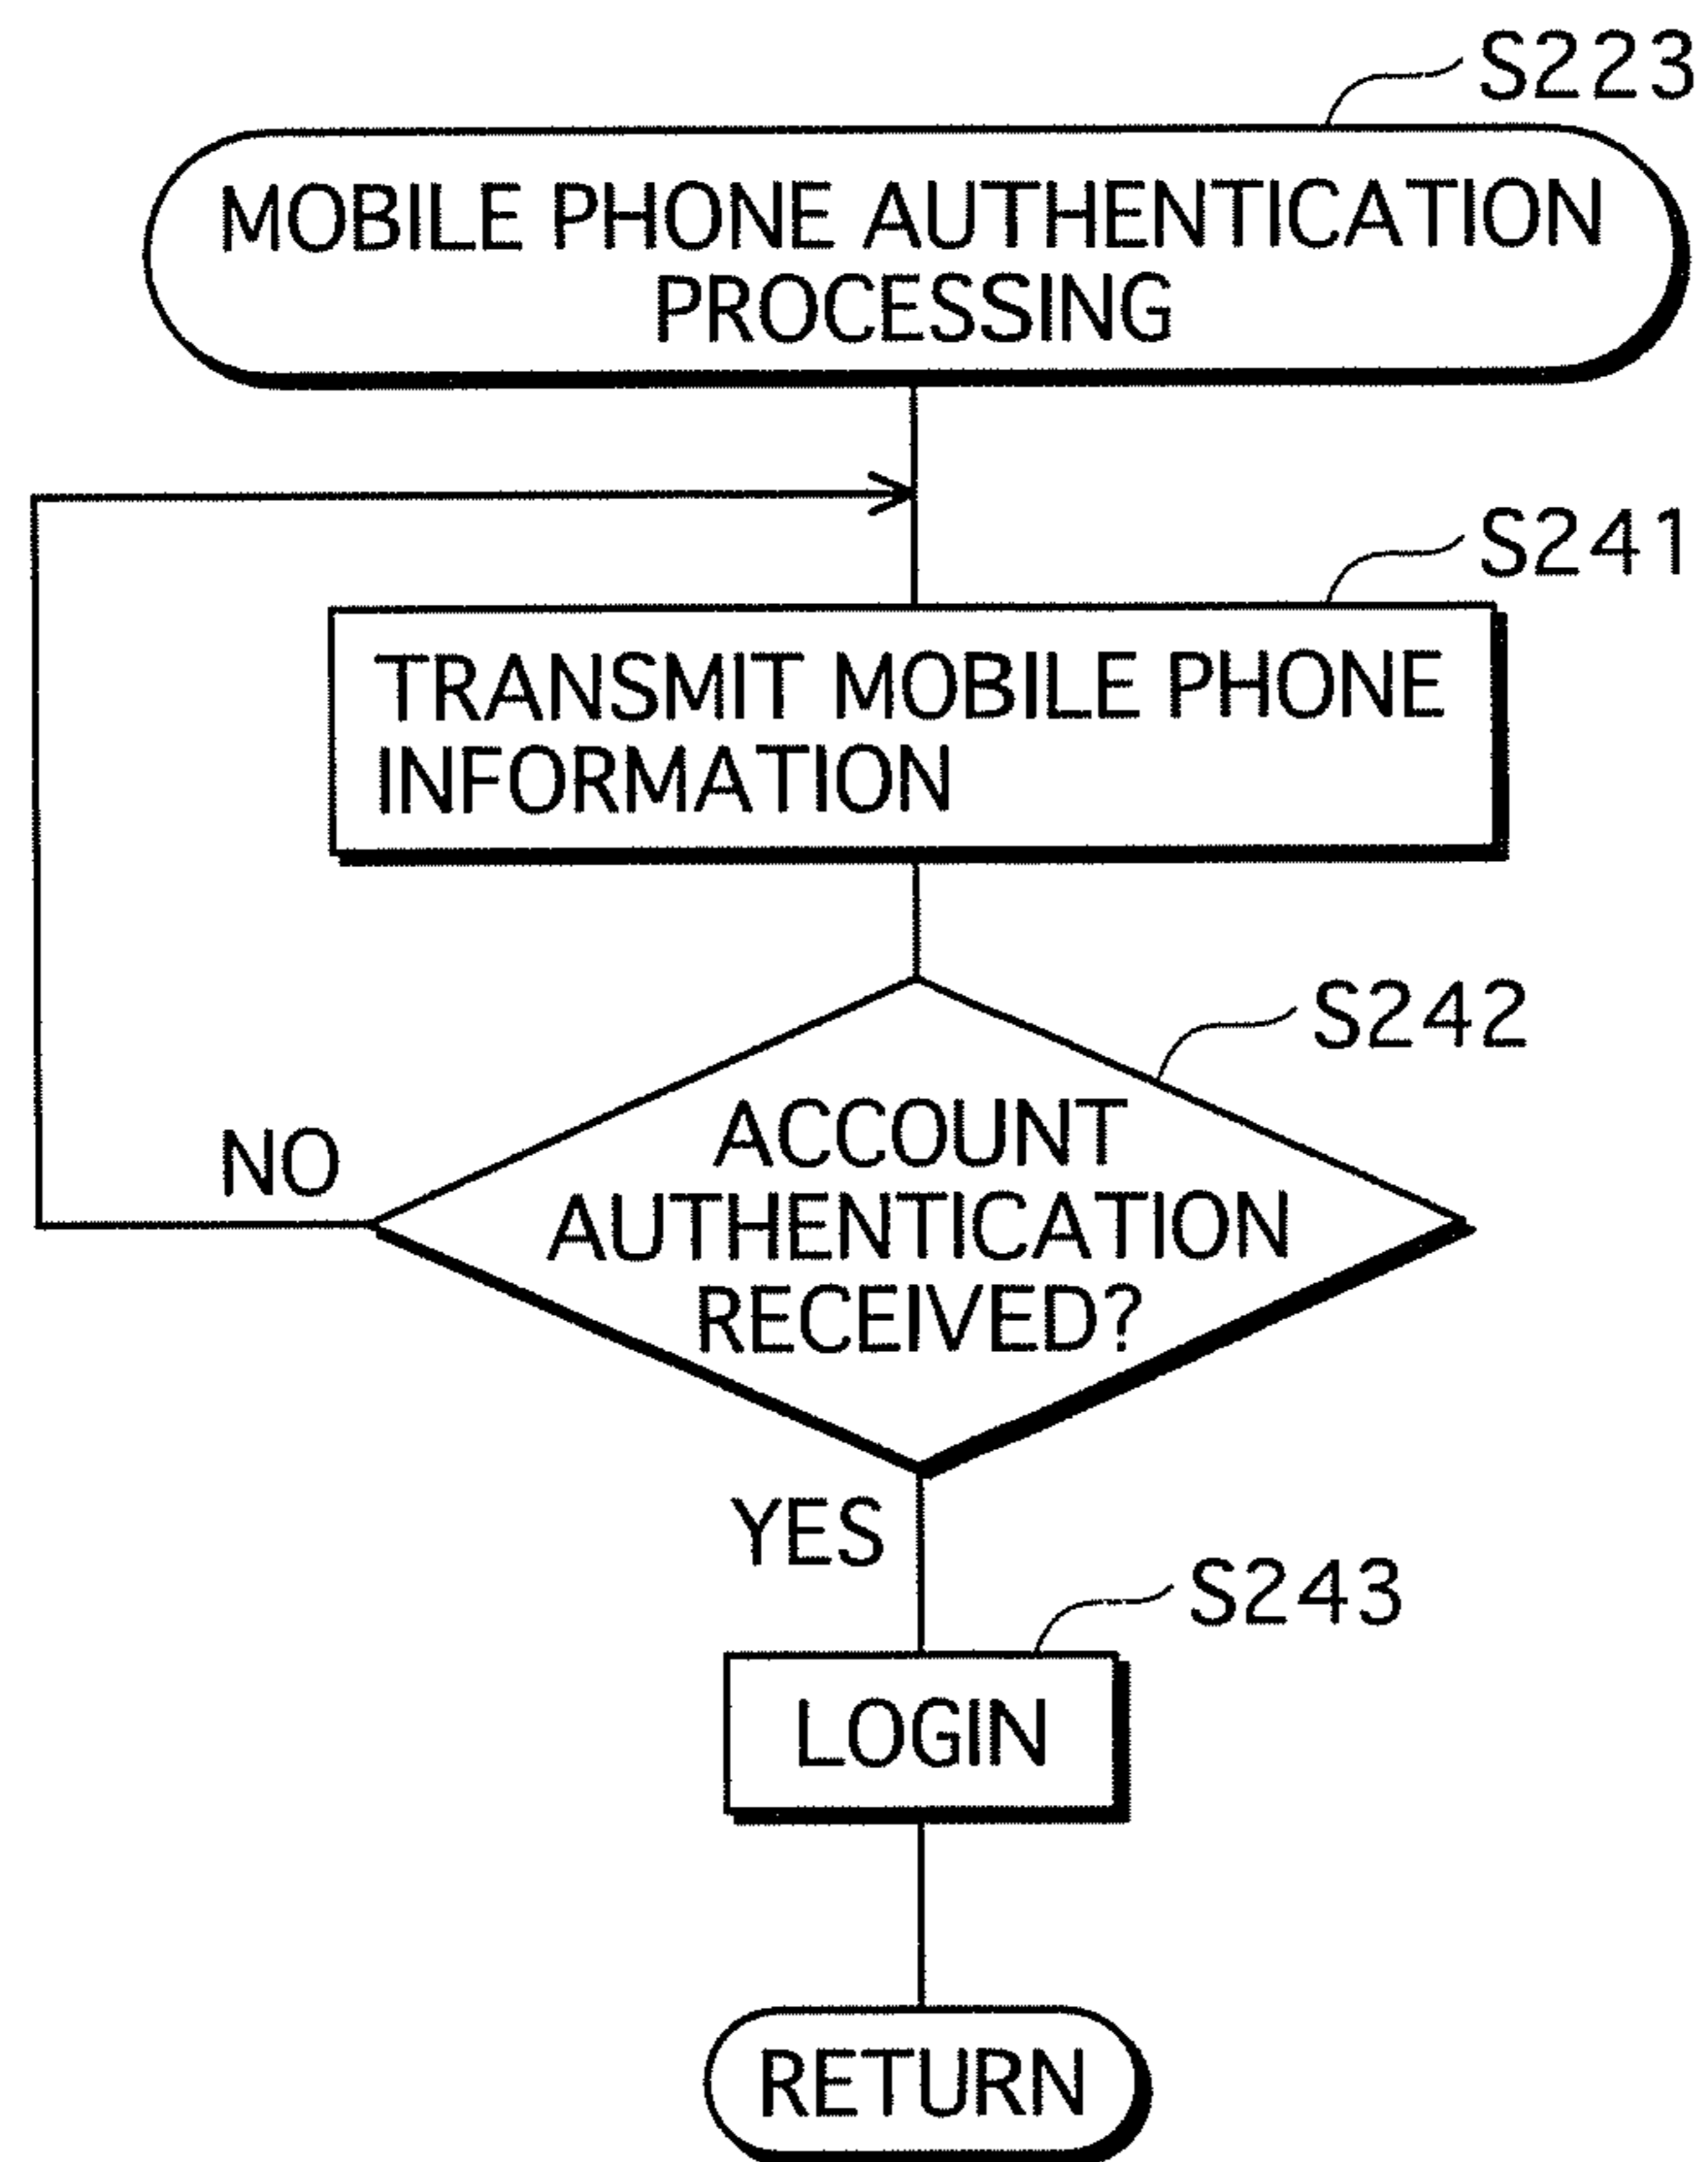 S223
MOBILE PHONE AUTHENTICATION
PROCESSING
S241
TRANSMIT MOBILE PHONE
INFORMATION
S242
ACCOUNT
AUTHENTICATION
RECEIVED?
NO
YES
S243
LOGIN
RETURN